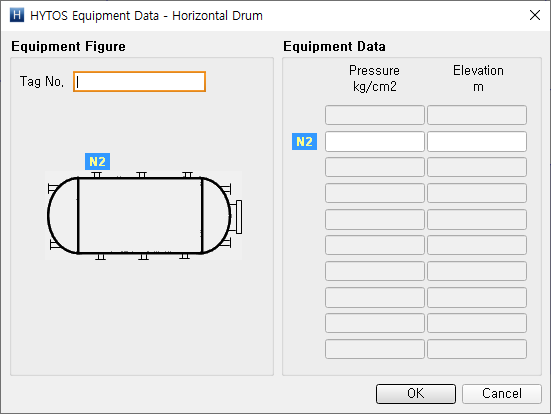 H HYTOS Equipment Data - Horizontal Drum
Equipment Figure
Tag No.
N2
Equipment Data
Pressure Elevation
kg/cm2 m
N2
OK Cancel